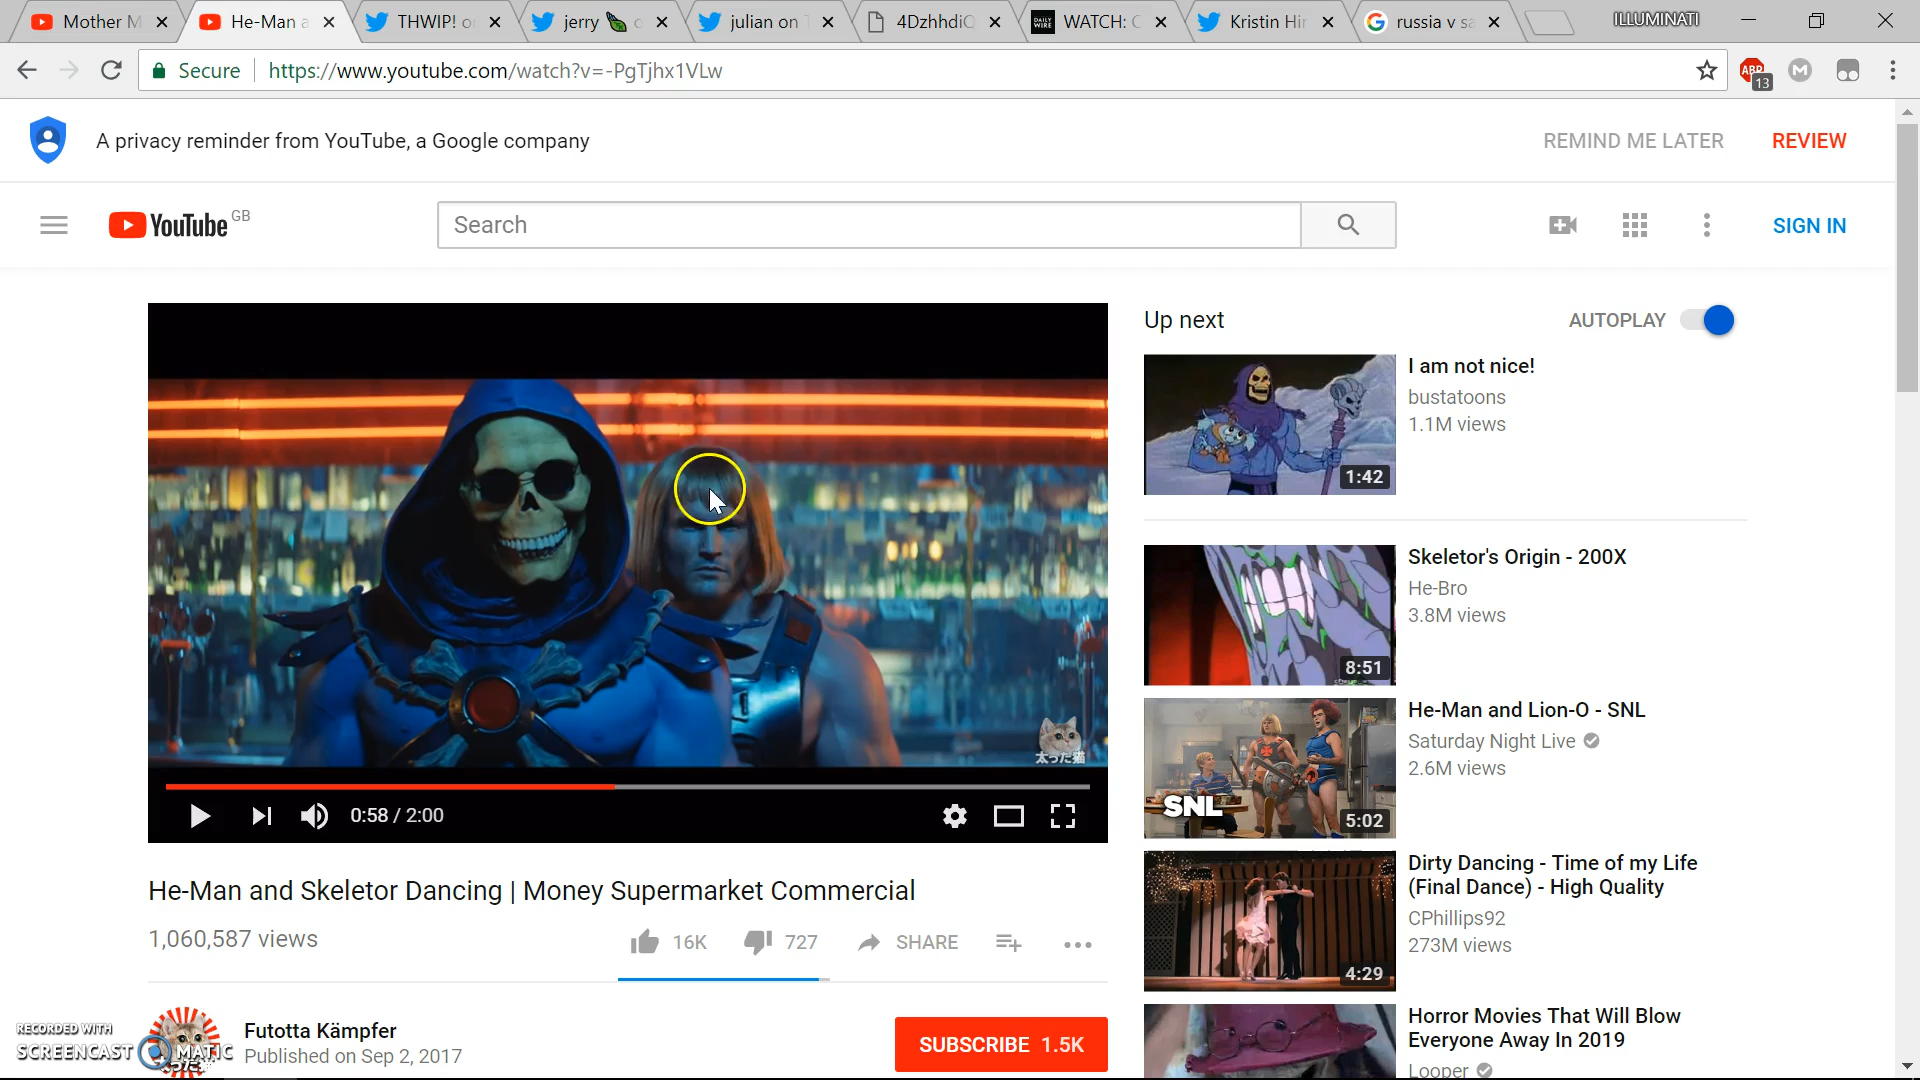 Mother M
He-Man a
THWIP! o
jerry
julian on T
4DzhhdiC
WATCH: C
Kristin Hir
russia v sa
ILLUMINATI
Secure
https://www.youtube.com/watch?v=-PgTjhx1VLw
ABP
13
M
A privacy reminder from YouTube, a Google company
REMIND ME LATER
REVIEW
YouTube GB
Search
SIGN IN
Up next
AUTOPLAY
I am not nice!
bustatoons
1.1M views
1:42
Skeletor's Origin - 200X
He-Bro
3.8M views
8:51
He-Man and Lion-O - SNL
Saturday Night Live
2.6M views
SNL
5:02
Dirty Dancing - Time of my Life
(Final Dance) - High Quality
CPhillips92
273M views
4:29
Horror Movies That Will Blow
Everyone Away In 2019
Looper
太った猫
0:58 / 2:00
He-Man and Skeletor Dancing | Money Supermarket Commercial
1,060,587 views
16K
727
SHARE
Futotta Kämpfer
Published on Sep 2, 2017
SUBSCRIBE 1.5K
RECORDED WITH
SCREENCAST MATIC